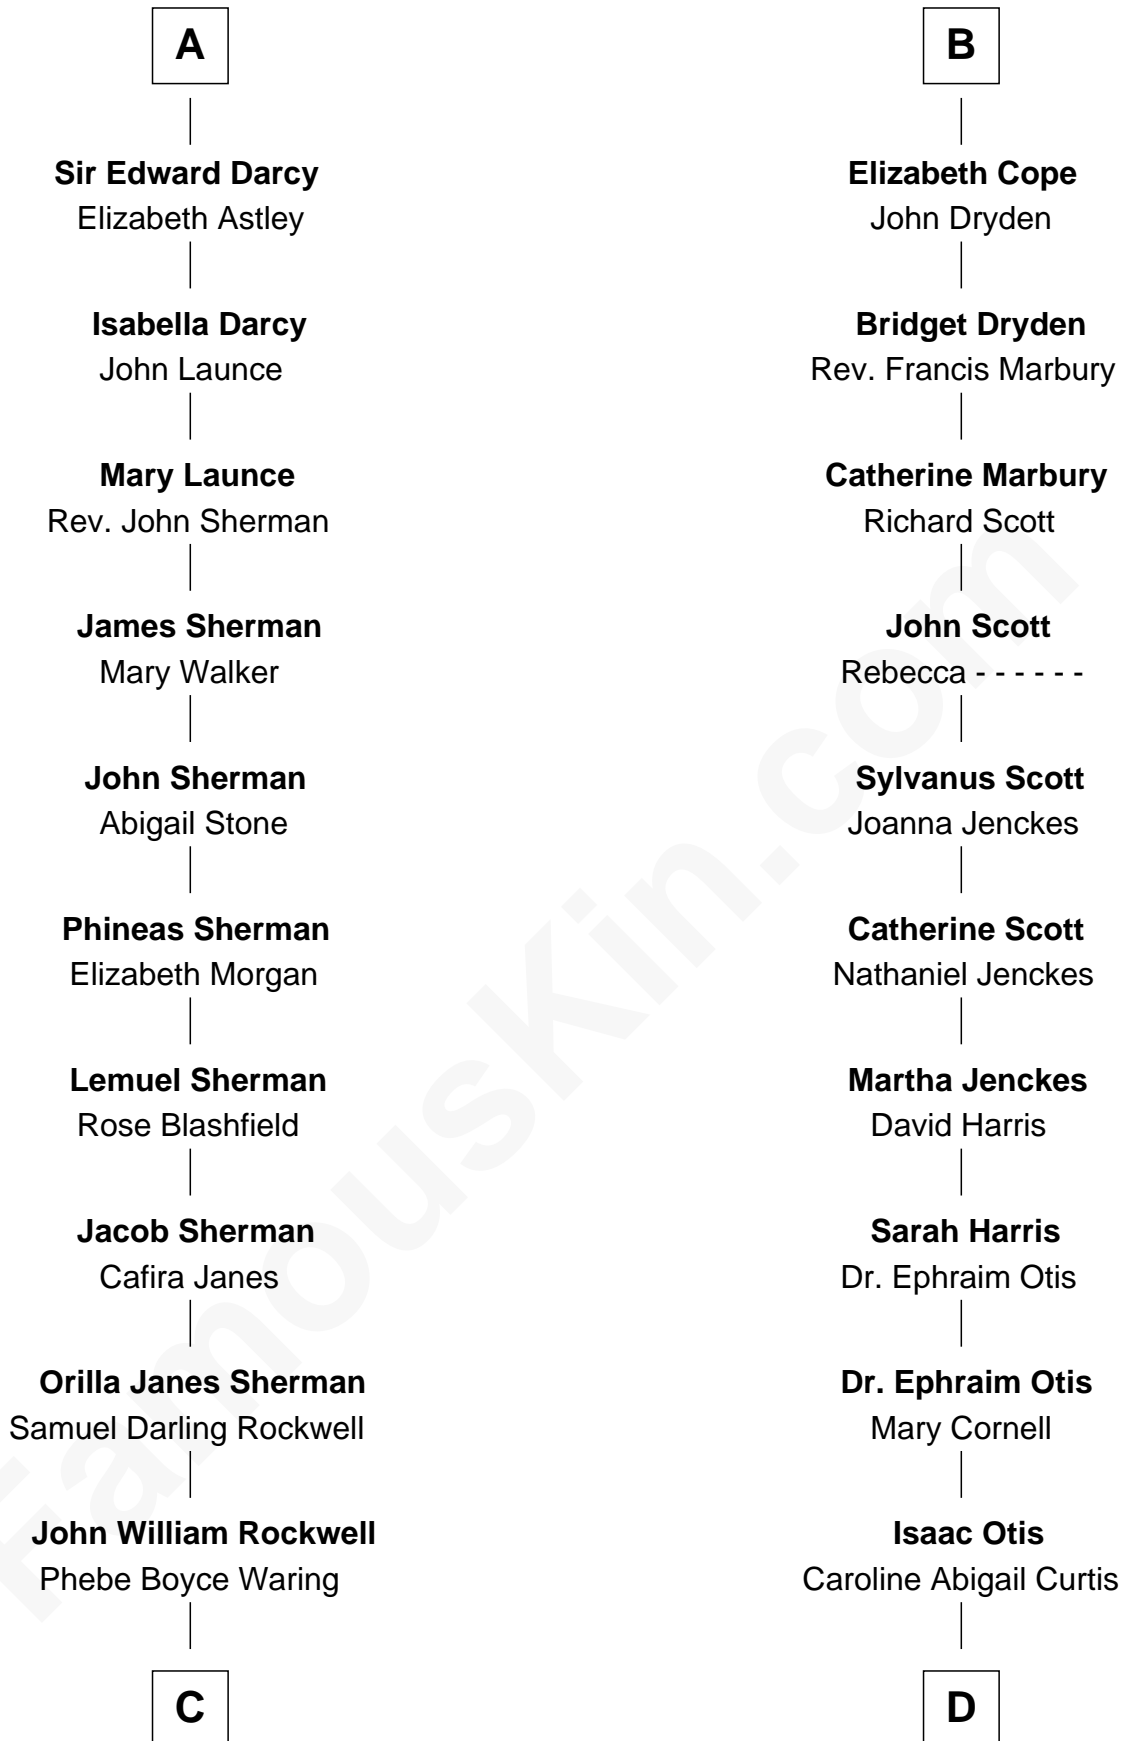 A
Sir Edward Darcy
Elizabeth Astley
Isabella Darcy
John Launce
Mary Launce
Rev. John Sherman
James Sherman
Mary Walker
John Sherman
Abigail Stone
Phineas Sherman
Elizabeth Morgan
Lemuel Sherman
Rose Blashfield
Jacob Sherman
Cafira Janes
Orilla Janes Sherman
Samuel Darling Rockwell
John William Rockwell
Phebe Boyce Waring
C
B
Elizabeth Cope
John Dryden
Bridget Dryden
Rev. Francis Marbury
Catherine Marbury
Richard Scott
John Scott
Rebecca - - - - - -
Sylvanus Scott
Joanna Jenckes
Catherine Scott
Nathaniel Jenckes
Martha Jenckes
David Harris
Sarah Harris
Dr. Ephraim Otis
Dr. Ephraim Otis
Mary Cornell
Isaac Otis
Caroline Abigail Curtis
D
FamousKin.com